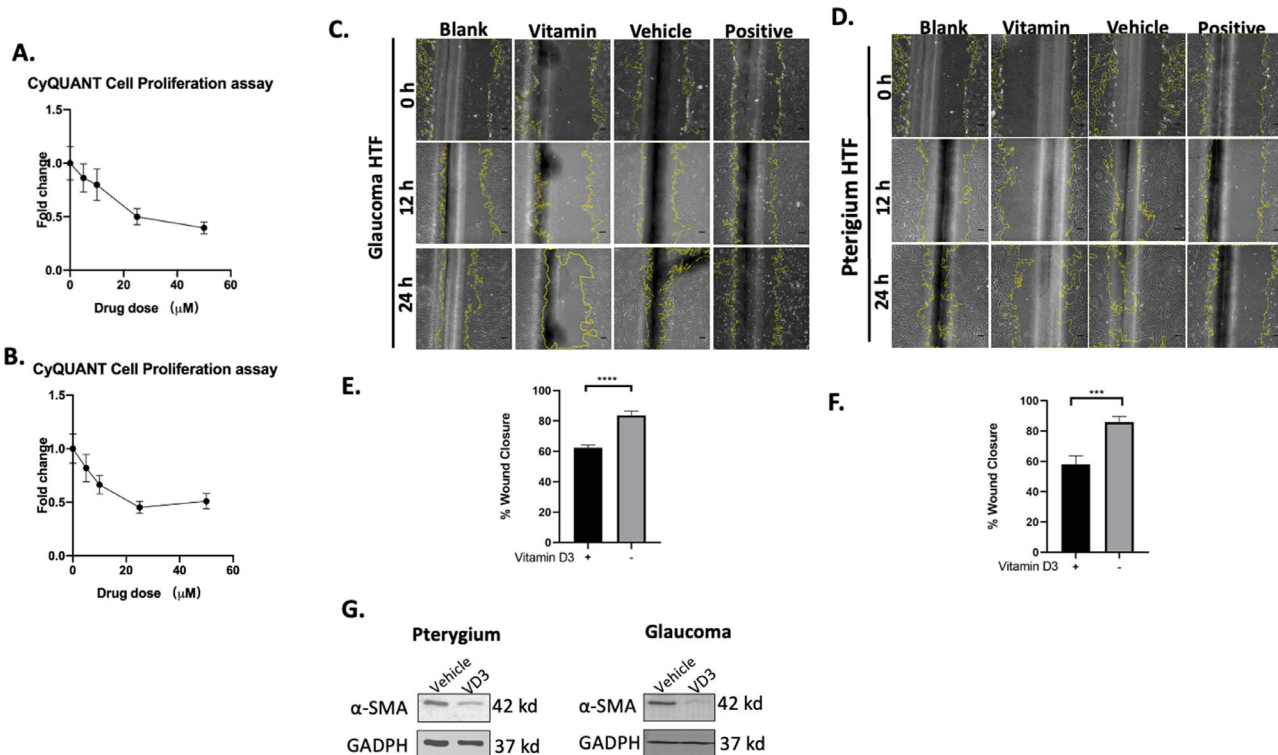 A.
CyQUANT Cell Proliferation assay
1.5
1.0
0.5
0.0
Fold change
0 20 40 60
Drug dose (μM)
B.
CyQUANT Cell Proliferation assay
1.5
1.0
0.5
0.0
Fold change
0 20 40 60
Drug dose (μM)
C.
Blank Vitamin Vehicle Positive
Glaucoma HTF
0 h
12 h
24 h
D.
Blank Vitamin Vehicle Positive
Pterigium HTF
0 h
12 h
24 h
E.
****
100
80
60
40
20
0
% Wound Closure
Vitamin D3 + -
F.
***
100
80
60
40
20
0
% Wound Closure
Vitamin D3 + -
G.
Pterygium
Vehicle VD3
α-SMA 42 kd
GADPH 37 kd
Glaucoma
Vehicle VD3
α-SMA 42 kd
GADPH 37 kd